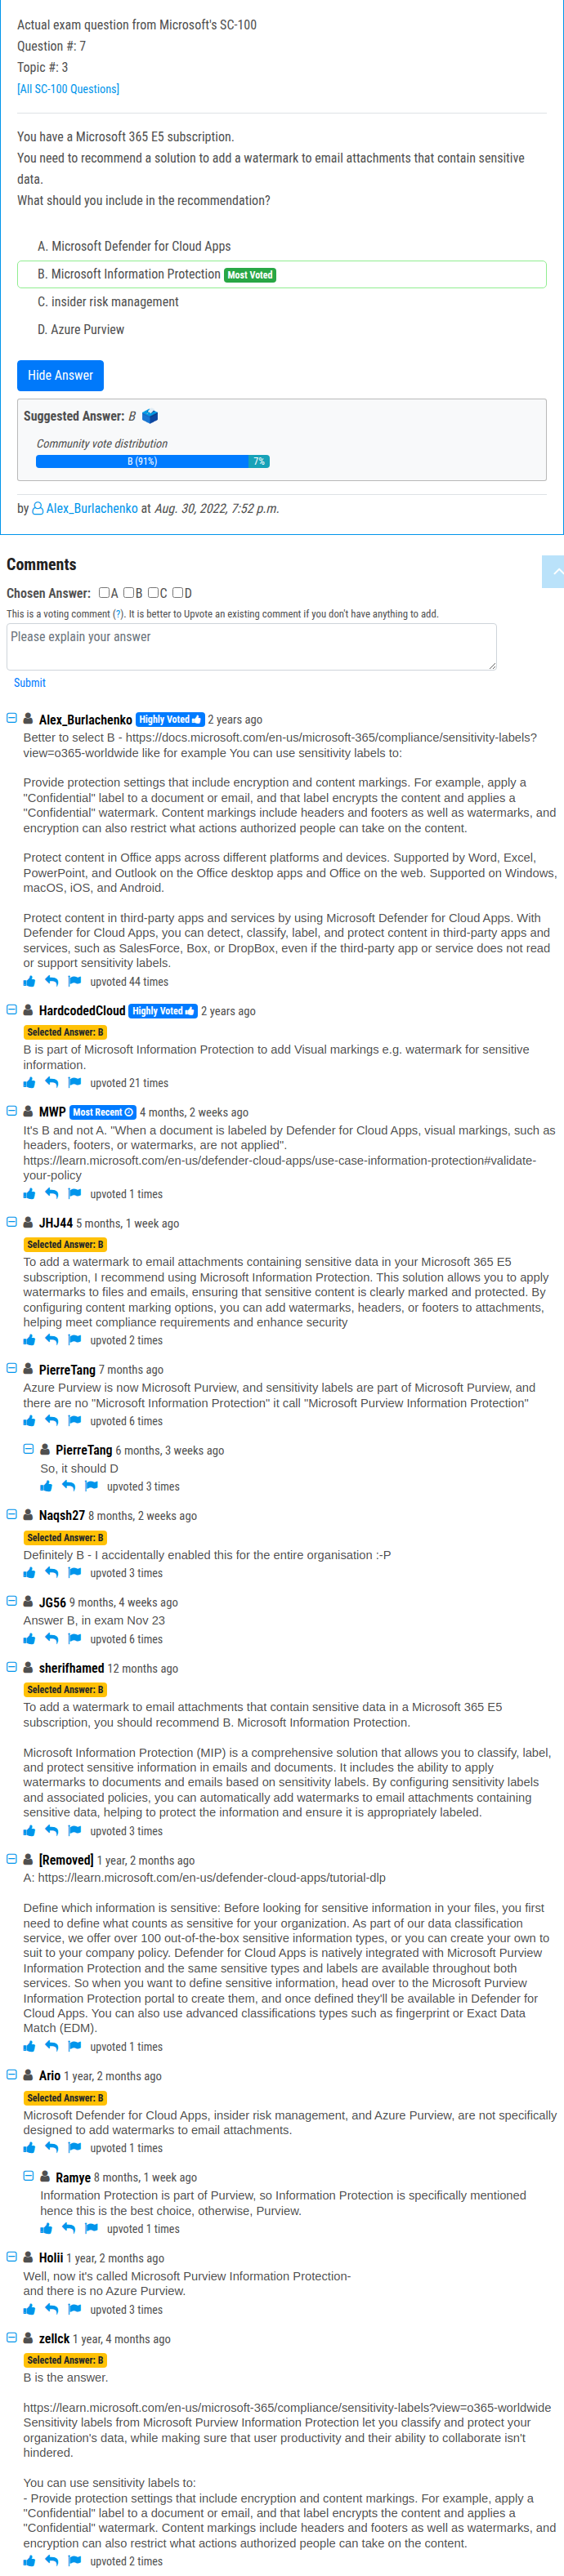 Actual exam question from Microsoft's SC-100
Question #: 7
Topic #: 3
[All SC-100 Questions]
You have a Microsoft 365 E5 subscription.
You need to recommend a solution to add a watermark to email attachments that contain sensitive
data.
What should you include in the recommendation?
A. Microsoft Defender for Cloud Apps
B. Microsoft Information Protection Most Voted
C. insider risk management
D. Azure Purview
Hide Answer
Suggested Answer: B
Community vote distribution
B (91%) 7%
by Alex_Burlachenko at Aug. 30, 2022, 7:52 p.m.
Comments
Chosen Answer: A B C D
This is a voting comment (?). It is better to Upvote an existing comment if you don't have anything to add.
Please explain your answer
Submit
Alex_Burlachenko Highly Voted 2 years ago
Better to select B - https://docs.microsoft.com/en-us/microsoft-365/compliance/sensitivity-labels?
view=o365-worldwide like for example You can use sensitivity labels to:
Provide protection settings that include encryption and content markings. For example, apply a
"Confidential" label to a document or email, and that label encrypts the content and applies a
"Confidential" watermark. Content markings include headers and footers as well as watermarks, and
encryption can also restrict what actions authorized people can take on the content.
Protect content in Office apps across different platforms and devices. Supported by Word, Excel,
PowerPoint, and Outlook on the Office desktop apps and Office on the web. Supported on Windows,
macOS, iOS, and Android.
Protect content in third-party apps and services by using Microsoft Defender for Cloud Apps. With
Defender for Cloud Apps, you can detect, classify, label, and protect content in third-party apps and
services, such as SalesForce, Box, or DropBox, even if the third-party app or service does not read
or support sensitivity labels.
upvoted 44 times
HardcodedCloud Highly Voted 2 years ago
Selected Answer: B
B is part of Microsoft Information Protection to add Visual markings e.g. watermark for sensitive
information.
upvoted 21 times
MWP Most Recent 4 months, 2 weeks ago
It's B and not A. "When a document is labeled by Defender for Cloud Apps, visual markings, such as
headers, footers, or watermarks, are not applied".
https://learn.microsoft.com/en-us/defender-cloud-apps/use-case-information-protection#validate-
your-policy
upvoted 1 times
JHJ44 5 months, 1 week ago
Selected Answer: B
To add a watermark to email attachments containing sensitive data in your Microsoft 365 E5
subscription, I recommend using Microsoft Information Protection. This solution allows you to apply
watermarks to files and emails, ensuring that sensitive content is clearly marked and protected. By
configuring content marking options, you can add watermarks, headers, or footers to attachments,
helping meet compliance requirements and enhance security
upvoted 2 times
PierreTang 7 months ago
Azure Purview is now Microsoft Purview, and sensitivity labels are part of Microsoft Purview, and
there are no "Microsoft Information Protection" it call "Microsoft Purview Information Protection"
upvoted 6 times
PierreTang 6 months, 3 weeks ago
So, it should D
upvoted 3 times
Naqsh27 8 months, 2 weeks ago
Selected Answer: B
Definitely B - I accidentally enabled this for the entire organisation :-P
upvoted 3 times
JG56 9 months, 4 weeks ago
Answer B, in exam Nov 23
upvoted 6 times
sherifhamed 12 months ago
Selected Answer: B
To add a watermark to email attachments that contain sensitive data in a Microsoft 365 E5
subscription, you should recommend B. Microsoft Information Protection.
Microsoft Information Protection (MIP) is a comprehensive solution that allows you to classify, label,
and protect sensitive information in emails and documents. It includes the ability to apply
watermarks to documents and emails based on sensitivity labels. By configuring sensitivity labels
and associated policies, you can automatically add watermarks to email attachments containing
sensitive data, helping to protect the information and ensure it is appropriately labeled.
upvoted 3 times
[Removed] 1 year, 2 months ago
A: https://learn.microsoft.com/en-us/defender-cloud-apps/tutorial-dlp
Define which information is sensitive: Before looking for sensitive information in your files, you first
need to define what counts as sensitive for your organization. As part of our data classification
service, we offer over 100 out-of-the-box sensitive information types, or you can create your own to
suit to your company policy. Defender for Cloud Apps is natively integrated with Microsoft Purview
Information Protection and the same sensitive types and labels are available throughout both
services. So when you want to define sensitive information, head over to the Microsoft Purview
Information Protection portal to create them, and once defined they'll be available in Defender for
Cloud Apps. You can also use advanced classifications types such as fingerprint or Exact Data
Match (EDM).
upvoted 1 times
Ario 1 year, 2 months ago
Selected Answer: B
Microsoft Defender for Cloud Apps, insider risk management, and Azure Purview, are not specifically
designed to add watermarks to email attachments.
upvoted 1 times
Ramye 8 months, 1 week ago
Information Protection is part of Purview, so Information Protection is specifically mentioned
hence this is the best choice, otherwise, Purview.
upvoted 1 times
Holii 1 year, 2 months ago
Well, now it's called Microsoft Purview Information Protection-
and there is no Azure Purview.
upvoted 3 times
zellck 1 year, 4 months ago
Selected Answer: B
B is the answer.
https://learn.microsoft.com/en-us/microsoft-365/compliance/sensitivity-labels?view=o365-worldwide
Sensitivity labels from Microsoft Purview Information Protection let you classify and protect your
organization's data, while making sure that user productivity and their ability to collaborate isn't
hindered.
You can use sensitivity labels to:
- Provide protection settings that include encryption and content markings. For example, apply a
"Confidential" label to a document or email, and that label encrypts the content and applies a
"Confidential" watermark. Content markings include headers and footers as well as watermarks, and
encryption can also restrict what actions authorized people can take on the content.
upvoted 2 times